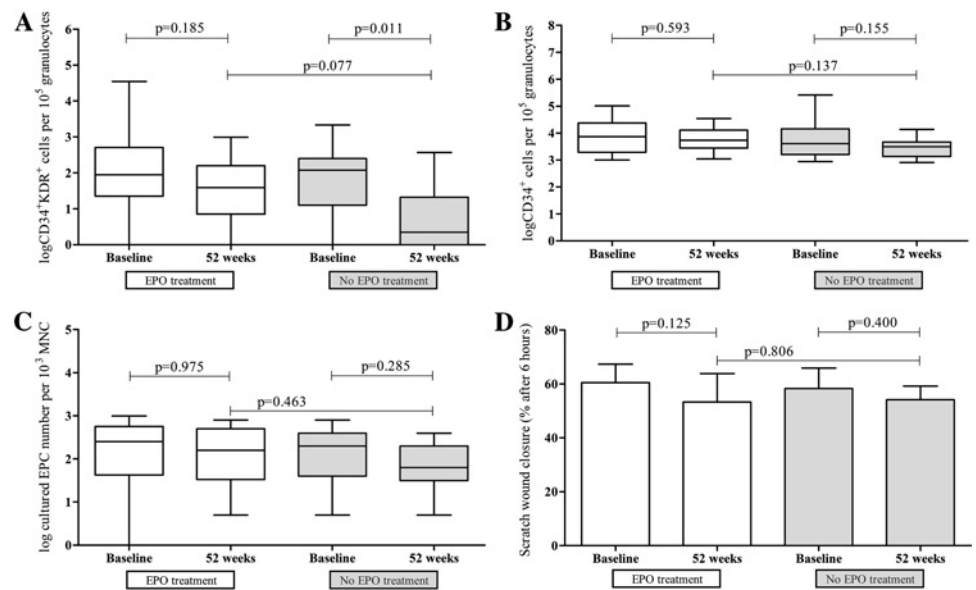 A
logCD34⁺KDR⁺ cells per 10⁵ granulocytes
6
5
4
3
2
1
0
p=0.185
p=0.011
p=0.077
Baseline
52 weeks
Baseline
52 weeks
EPO treatment
No EPO treatment
B
logCD34⁺ cells per 10⁵ granulocytes
8
7
6
5
4
3
2
1
0
p=0.593
p=0.155
p=0.137
Baseline
52 weeks
Baseline
52 weeks
EPO treatment
No EPO treatment
C
log cultured EPC number per 10³ MNC
5
4
3
2
1
0
p=0.975
p=0.285
p=0.463
Baseline
52 weeks
Baseline
52 weeks
EPO treatment
No EPO treatment
D
Scratch wound closure (% after 6 hours)
80
60
40
20
0
p=0.125
p=0.400
p=0.806
Baseline
52 weeks
Baseline
52 weeks
EPO treatment
No EPO treatment